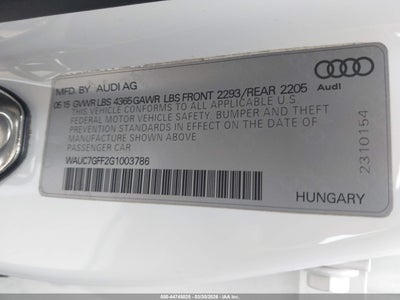 MFD. BY AUDI AG
05 15 GVWR LBS 4365 GAWR LBS FRONT 2293/REAR 2205
THIS VEHICLE CONFORMS TO ALL APPLICABLE U.S
FEDERAL MOTOR VEHICLE SAFETY, BUMPER AND THEFT
PREVENTION STANDARDS IN EFFECT ON THE DATE OF
MANUFACTURE SHOWN ABOVE
PASSENGER CAR
WAUC7GFF2G1003786
Audi
2310154
HUNGARY